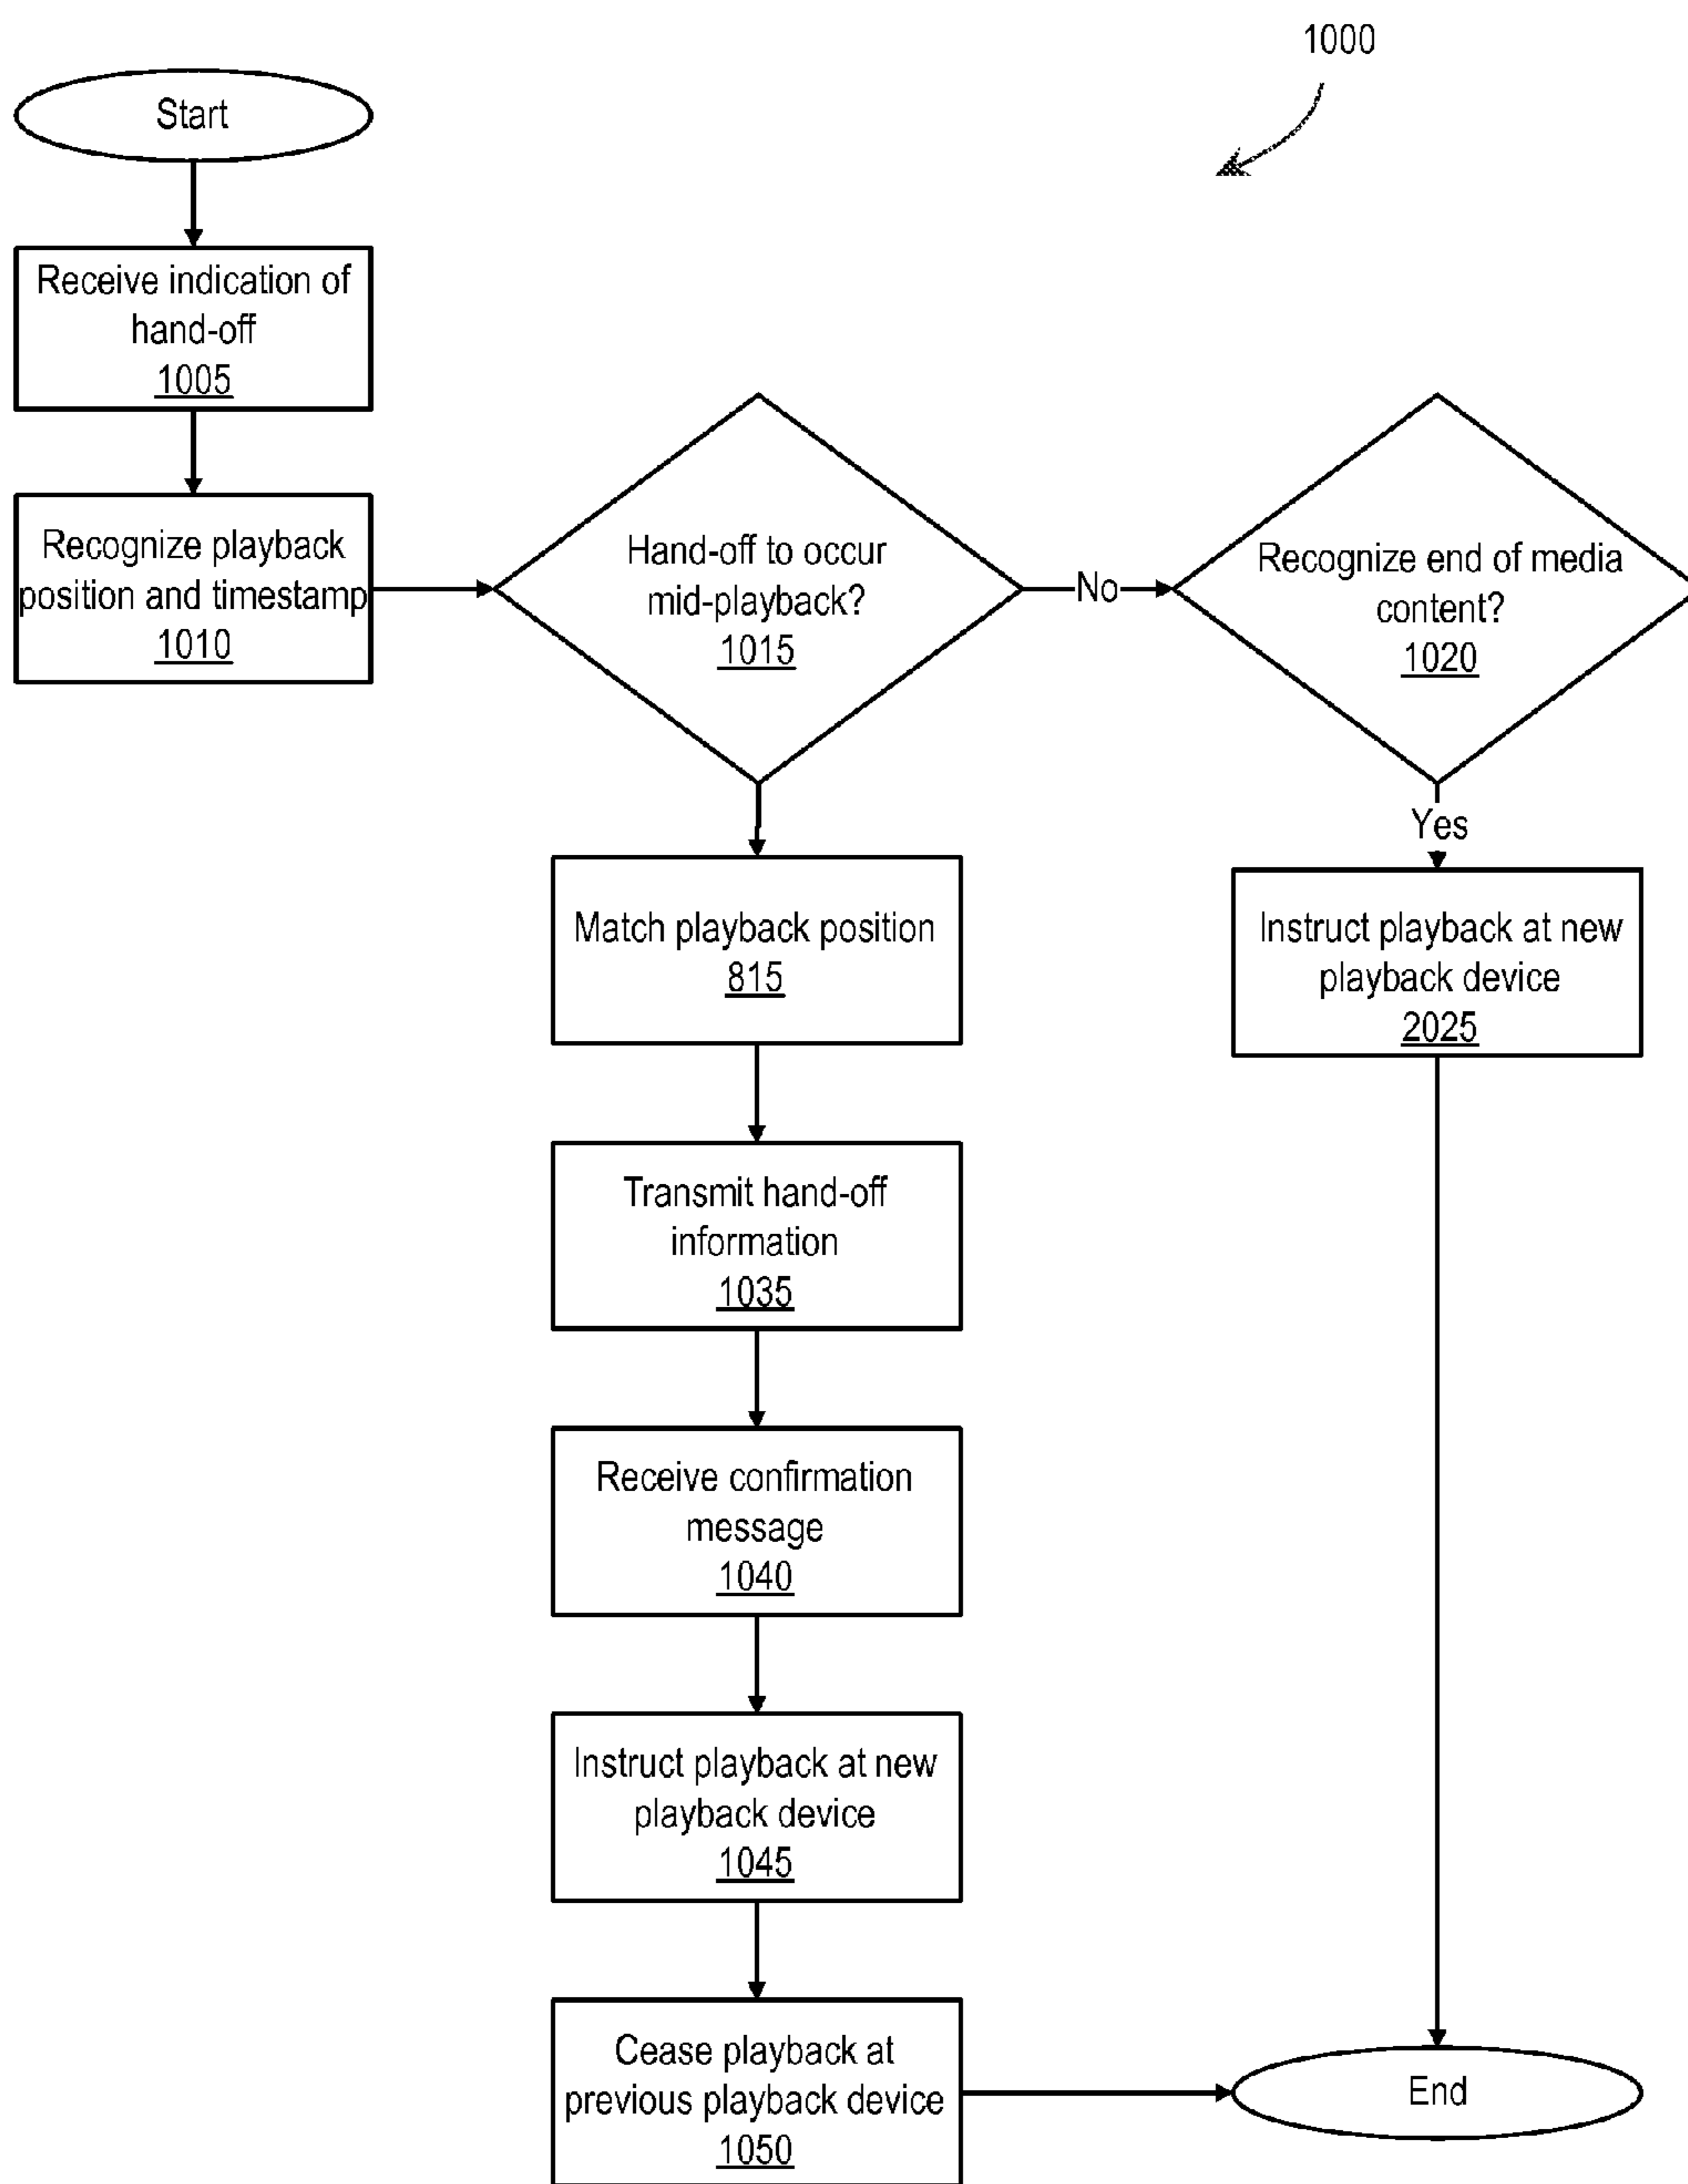 1000
Start
Receive indication of
hand-off
1005
Recognize playback
position and timestamp
1010
Hand-off to occur
mid-playback?
1015
No
Recognize end of media
content?
1020
Yes
Instruct playback at new
playback device
2025
Match playback position
815
Transmit hand-off
information
1035
Receive confirmation
message
1040
Instruct playback at new
playback device
1045
Cease playback at
previous playback device
1050
End